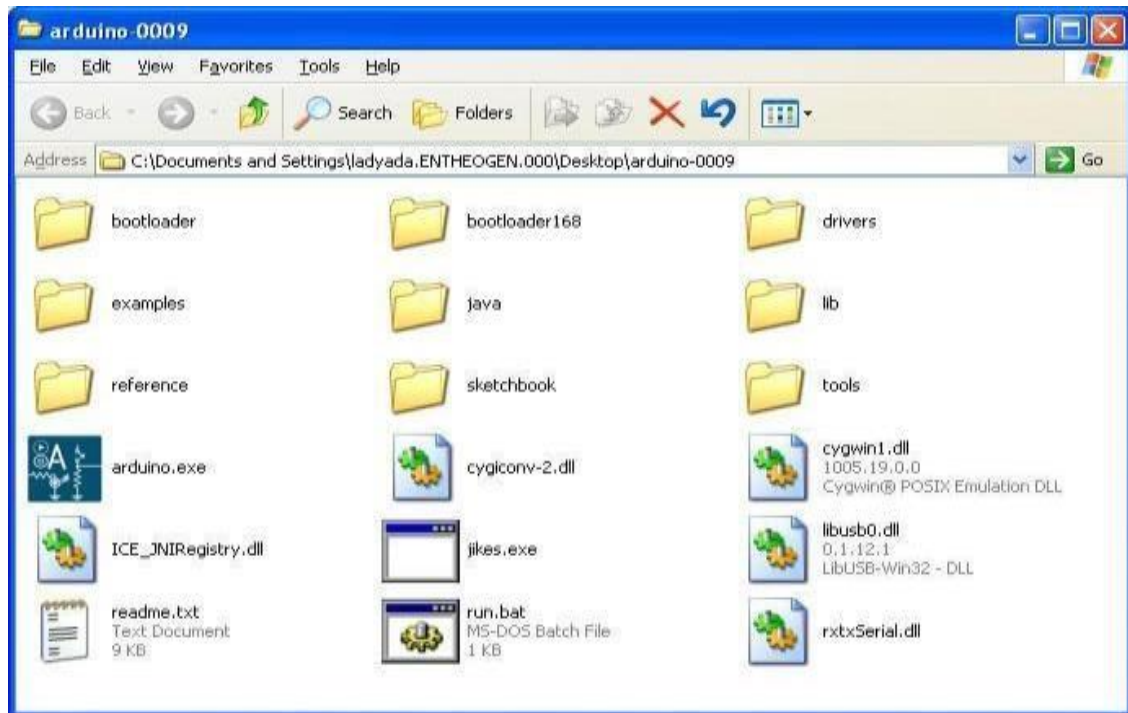 arduino-0009
File Edit View Favorites Tools Help
Back Search Folders
Address C:\Documents and Settings\ladyada.ENTHEOGEN.000\Desktop\arduino-0009 Go
bootloader bootloader168 drivers
examples java lib
reference sketchbook tools
arduino.exe
cygiconv-2.dll
cygwin1.dll
1005.19.0.0
Cygwin® POSIX Emulation DLL
ICE_JNIRegistry.dll
jikes.exe
libusb0.dll
0.1.12.1
LibUSB-Win32 - DLL
readme.txt
Text Document
9 KB
run.bat
MS-DOS Batch File
1 KB
rxtxSerial.dll